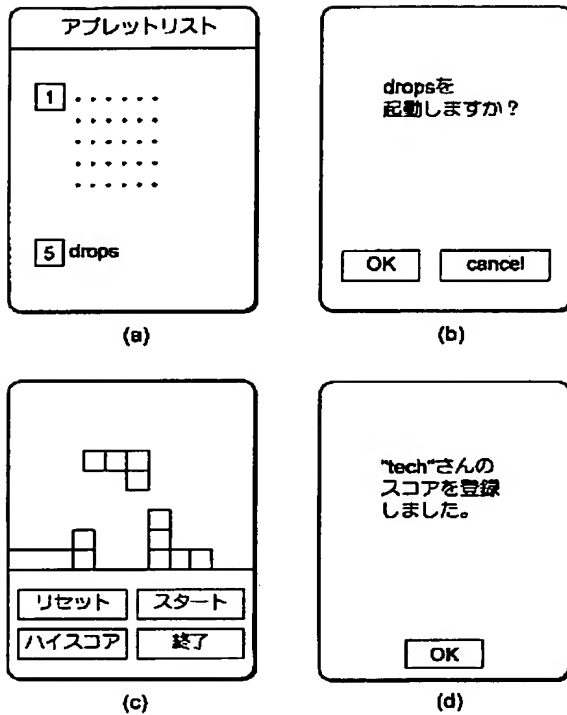 アプレットリスト
1
5 drops
(a)
dropsを
起動しますか？
OK cancel
(b)
リセット スタート
ハイスコア 終了
(c)
"tech"さんの
スコアを登録
しました。
OK
(d)